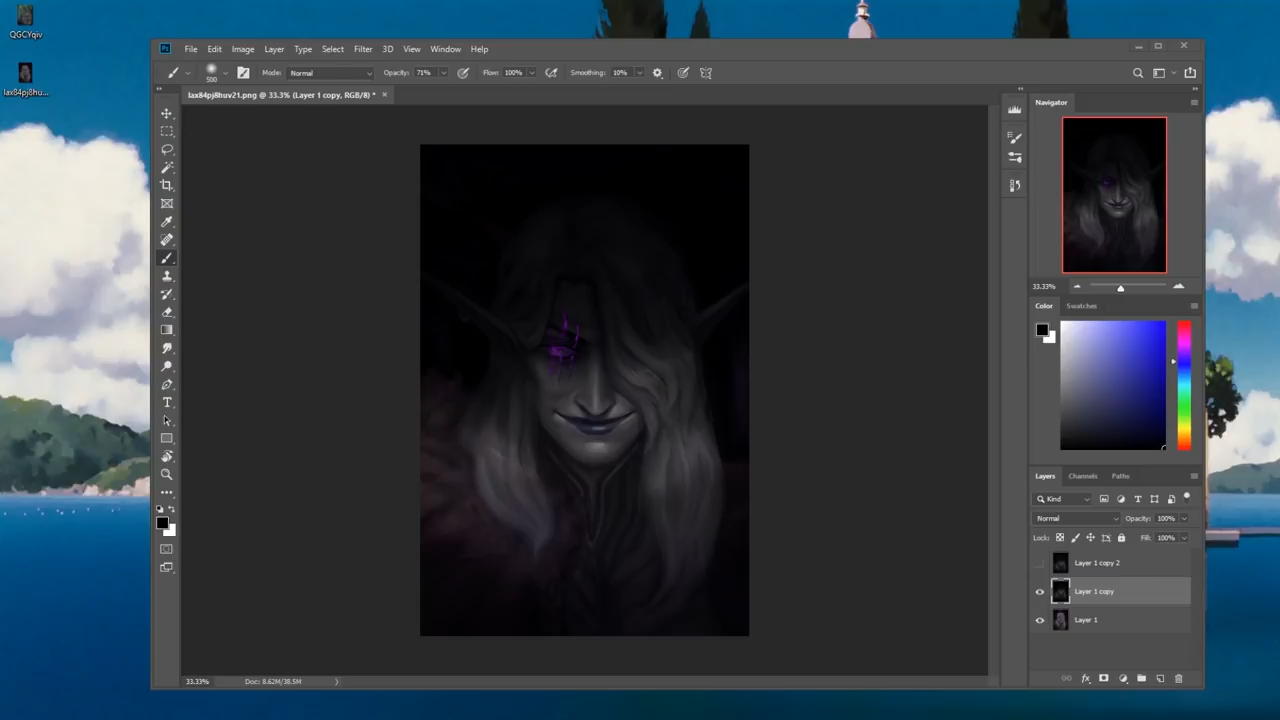 QGCYqiv
lax84pj8hu...
Ps
File Edit Image Layer Type Select Filter 3D View Window Help
500 Mode: Normal Opacity: 71% Flow: 100% Smoothing: 10%
lax84pj8huv21.png @ 33.3% (Layer 1 copy, RGB/8) *
Navigator
33.33%
Color Swatches
Layers Channels Paths
Kind
Normal Opacity: 100%
Lock: Fill: 100%
Layer 1 copy 2
Layer 1 copy
Layer 1
fx
33.33% Doc: 8.62M/38.5M